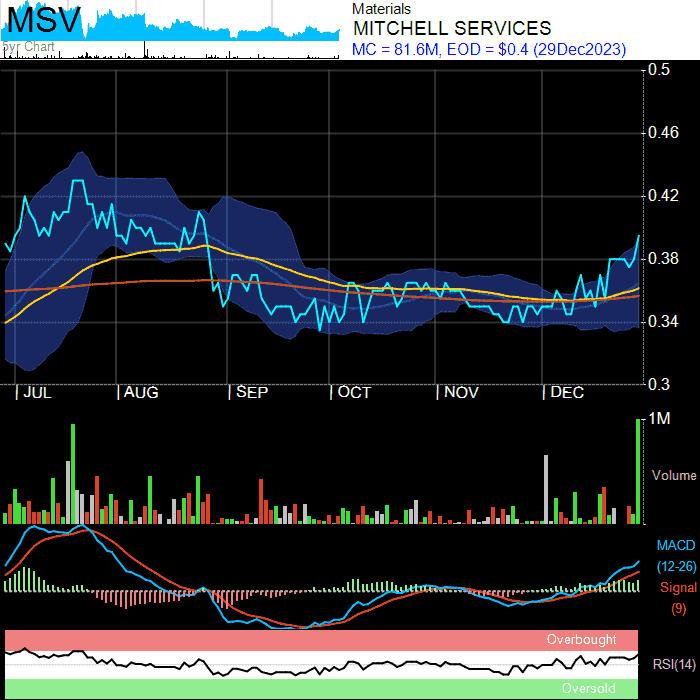 MSV
5yr Chart
Materials
MITCHELL SERVICES
MC = 81.6M, EOD = $0.4 (29Dec2023)
0.5
0.46
0.42
0.38
0.34
0.3
JUL AUG SEP OCT NOV DEC
1M
Volume
MACD
(12-26)
Signal
(9)
Overbought
RSI(14)
Oversold